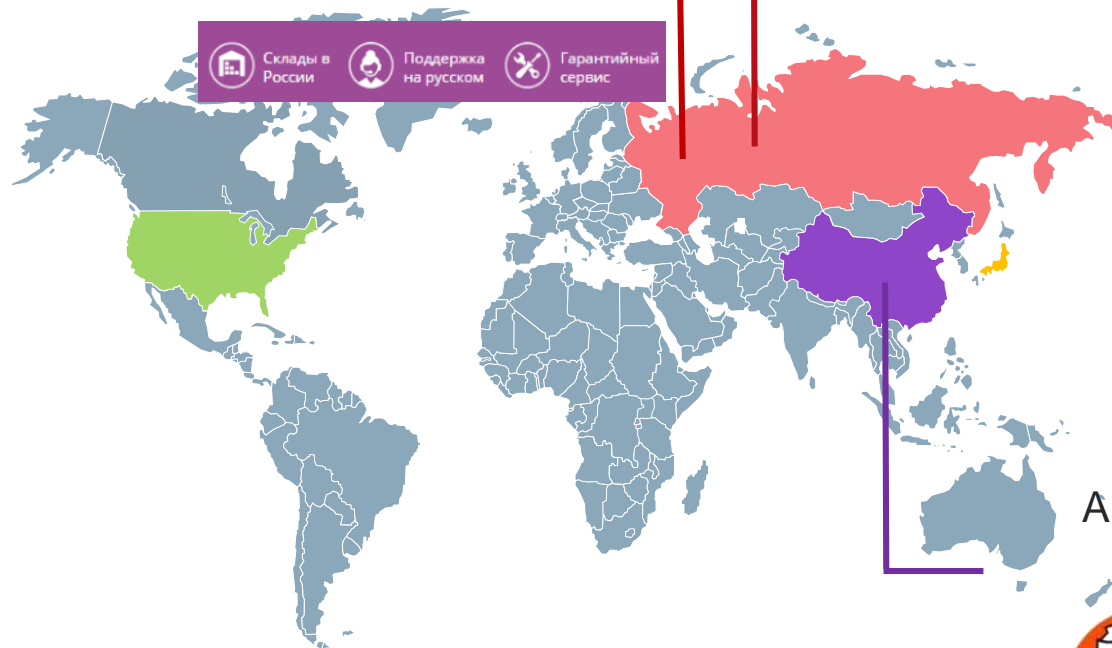 Склады в
России
Поддержка
на русском
Гарантийный
сервис
A